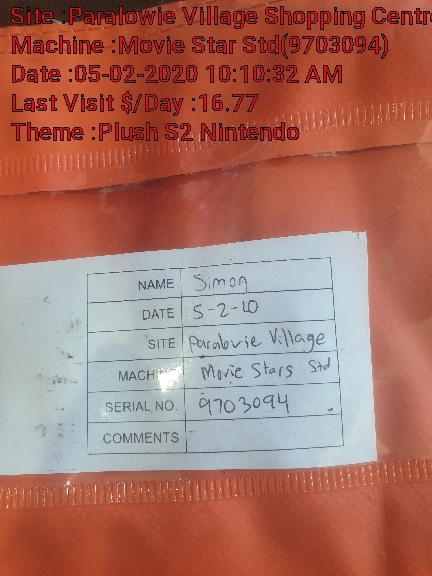 Site :Paralowie Village Shopping Centr
Machine :Movie Star Std(9703094)
Date :05-02-2020 10:10:32 AM
Last Visit $/Day :16.77
Theme :Plush S2 Nintendo
NAME Simon
DATE 5-2-20
SITE Paralowie Village
MACHINE Movie Stars Std
SERIAL NO. 9703094 .
COMMENTS